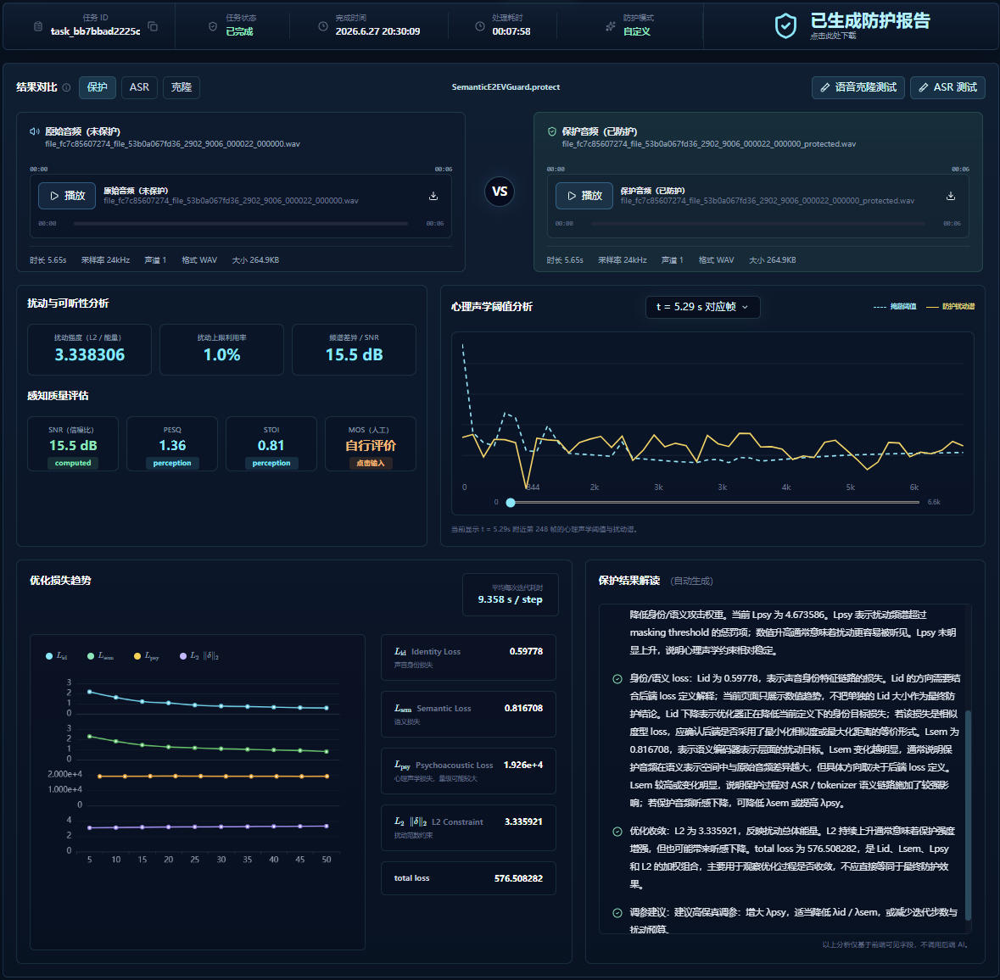 任务 ID
task_bb7bbad2225c
任务状态
已完成
完成时间
2026.6.27 20:30:09
处理耗时
00:07:58
防护模式
自定义
已生成防护报告
点击此处下载
结果对比
保护
ASR
克隆
SemanticE2EVGuard.protect
语音克隆测试
ASR 测试
原始音频（未保护）
file_fc7c85607274_file_53b0a067fd36_2902_9006_000022_000000.wav
00:00
00:06
播放
原始音频（未保护）
file_fc7c85607274_file_53b0a067fd36_2902_9006_000022_000000.wav
00:00
00:06
时长 5.65s 采样率 24kHz 声道 1 格式 WAV 大小 264.9KB
VS
保护音频（已防护）
file_fc7c85607274_file_53b0a067fd36_2902_9006_000022_000000_protected.wav
00:00
00:06
播放
保护音频（已防护）
file_fc7c85607274_file_53b0a067fd36_2902_9006_000022_000000_protected.wav
00:00
00:06
时长 5.65s 采样率 24kHz 声道 1 格式 WAV 大小 264.9KB
扰动与可听性分析
扰动强度（L2 / 能量）
3.338306
扰动上限利用率
1.0%
频谱差异 / SNR
15.5 dB
感知质量评估
SNR（信噪比）
15.5 dB
computed
PESQ
1.36
perception
STOI
0.81
perception
MOS（人工）
自行评价
点击输入
心理声学阈值分析
t = 5.29 s 对应帧
掩蔽阈值
防护扰动谱
0 844 2k 3k 3k 4k 5k 6k
0 6.6k
当前显示 t = 5.29s 附近第 248 帧的心理声学阈值与扰动谱。
优化损失趋势
平均每次迭代耗时
9.358 s / step
Lid Lsem Lpsy L2 ‖δ‖2
3
2
1
0
3
2
1
0
2.000e+4
1.000e+4
0
4
2
0
5 10 15 20 25 30 35 40 45 50
Lid Identity Loss 0.59778
声音身份损失
Lsem Semantic Loss 0.816708
语义损失
Lpsy Psychoacoustic Loss 1.926e+4
心理声学损失，量级可能较大
L2 ‖δ‖2 L2 Constraint 3.335921
扰动范数约束
total loss 576.508282
保护结果解读 （自动生成）
降低身份/语义攻击权重。当前 Lpsy 为 4.673586。Lpsy 表示扰动频谱超过
masking threshold 的惩罚项；数值升高通常意味着扰动更容易被听见。Lpsy 未明
显上升，说明心理声学约束相对稳定。
身份/语义 loss：Lid 为 0.59778，表示声音身份特征链路的损失。Lid 的方向需要结
合后端 loss 定义解释；当前页面只展示数值趋势，不把单独的 Lid 大小作为最终防
护结论。Lid 下降表示优化器正在降低当前定义下的身份目标损失；若该损失是相似
度型 loss，应确认后端是否采用了最小化相似度或最大化距离的等价形式。Lsem 为
0.816708，表示语义编码器表示层面的扰动目标。Lsem 变化越明显，通常说明保
护音频在语义表示空间中与原始音频差异越大，但具体方向取决于后端 loss 定义。
Lsem 较高或变化明显，说明保护过程对 ASR / tokenizer 语义链路施加了较强影
响；若保护音频听感下降，可降低 λsem 或提高 λpsy。
优化收敛：L2 为 3.335921，反映扰动总体能量。L2 持续上升通常意味着保护强度
增强，但也可能带来听感下降。total loss 为 576.508282，是 Lid、Lsem、Lpsy
和 L2 的加权组合，主要用于观察优化过程是否收敛，不应直接等同于最终防护效
果。
调参建议：建议高保真调参：增大 λpsy，适当降低 λid / λsem，或减少迭代步数与
扰动预算。
以上分析仅基于前端可见字段，不调用后端 AI。